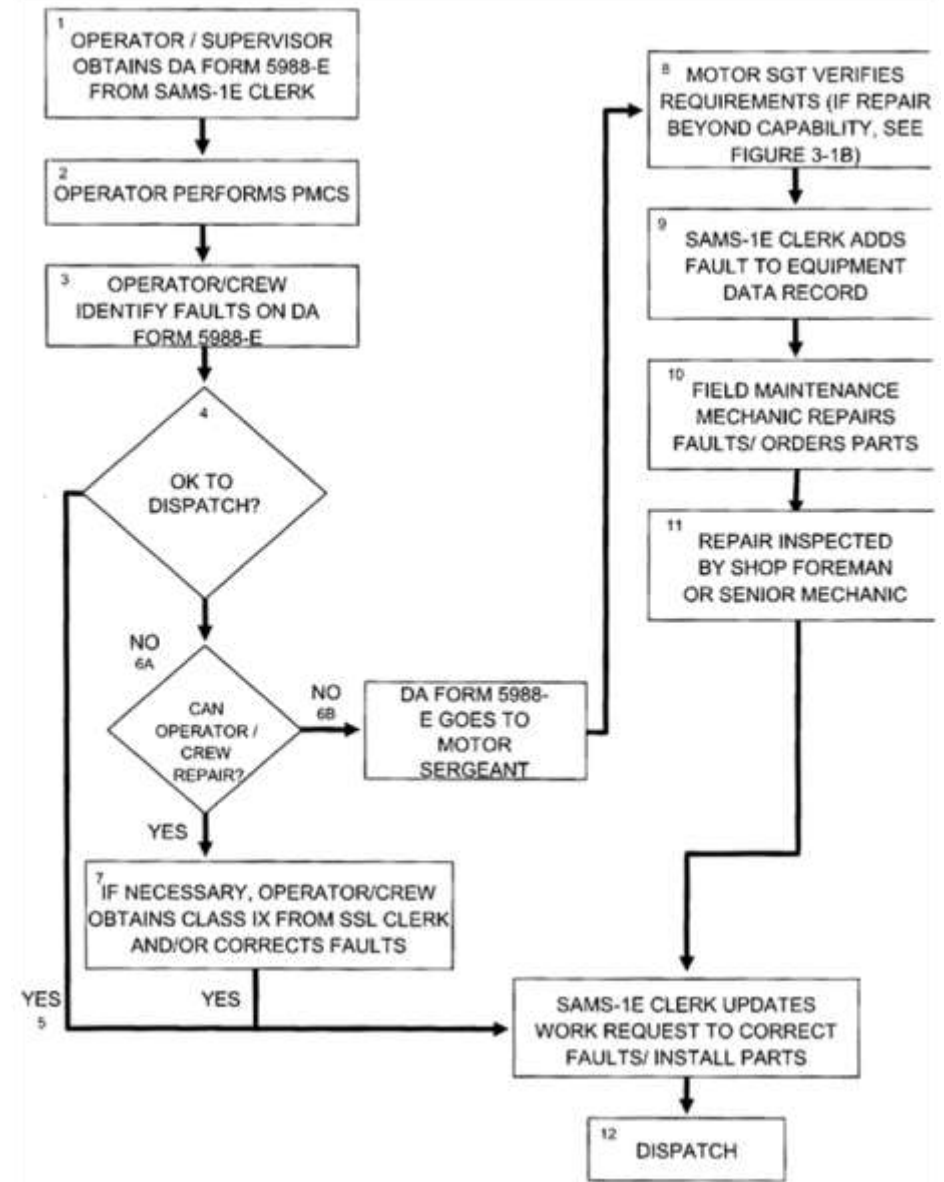 1
OPERATOR / SUPERVISOR
OBTAINS DA FORM 5988-E
FROM SAMS-1E CLERK
2
OPERATOR PERFORMS PMCS
3
OPERATOR/CREW
IDENTIFY FAULTS ON DA
FORM 5988-E
4
OK TO
DISPATCH?
NO
6A
CAN
OPERATOR /
CREW
REPAIR?
NO
6B
DA FORM 5988-
E GOES TO
MOTOR
SERGEANT
YES
7
IF NECESSARY, OPERATOR/CREW
OBTAINS CLASS IX FROM SSL CLERK
AND/OR CORRECTS FAULTS
YES
5
YES
8
MOTOR SGT VERIFIES
REQUIREMENTS (IF REPAIR
BEYOND CAPABILITY, SEE
FIGURE 3-1B)
9
SAMS-1E CLERK ADDS
FAULT TO EQUIPMENT
DATA RECORD
10
FIELD MAINTENANCE
MECHANIC REPAIRS
FAULTS/ ORDERS PARTS
11
REPAIR INSPECTED
BY SHOP FOREMAN
OR SENIOR MECHANIC
SAMS-1E CLERK UPDATES
WORK REQUEST TO CORRECT
FAULTS/ INSTALL PARTS
12
DISPATCH